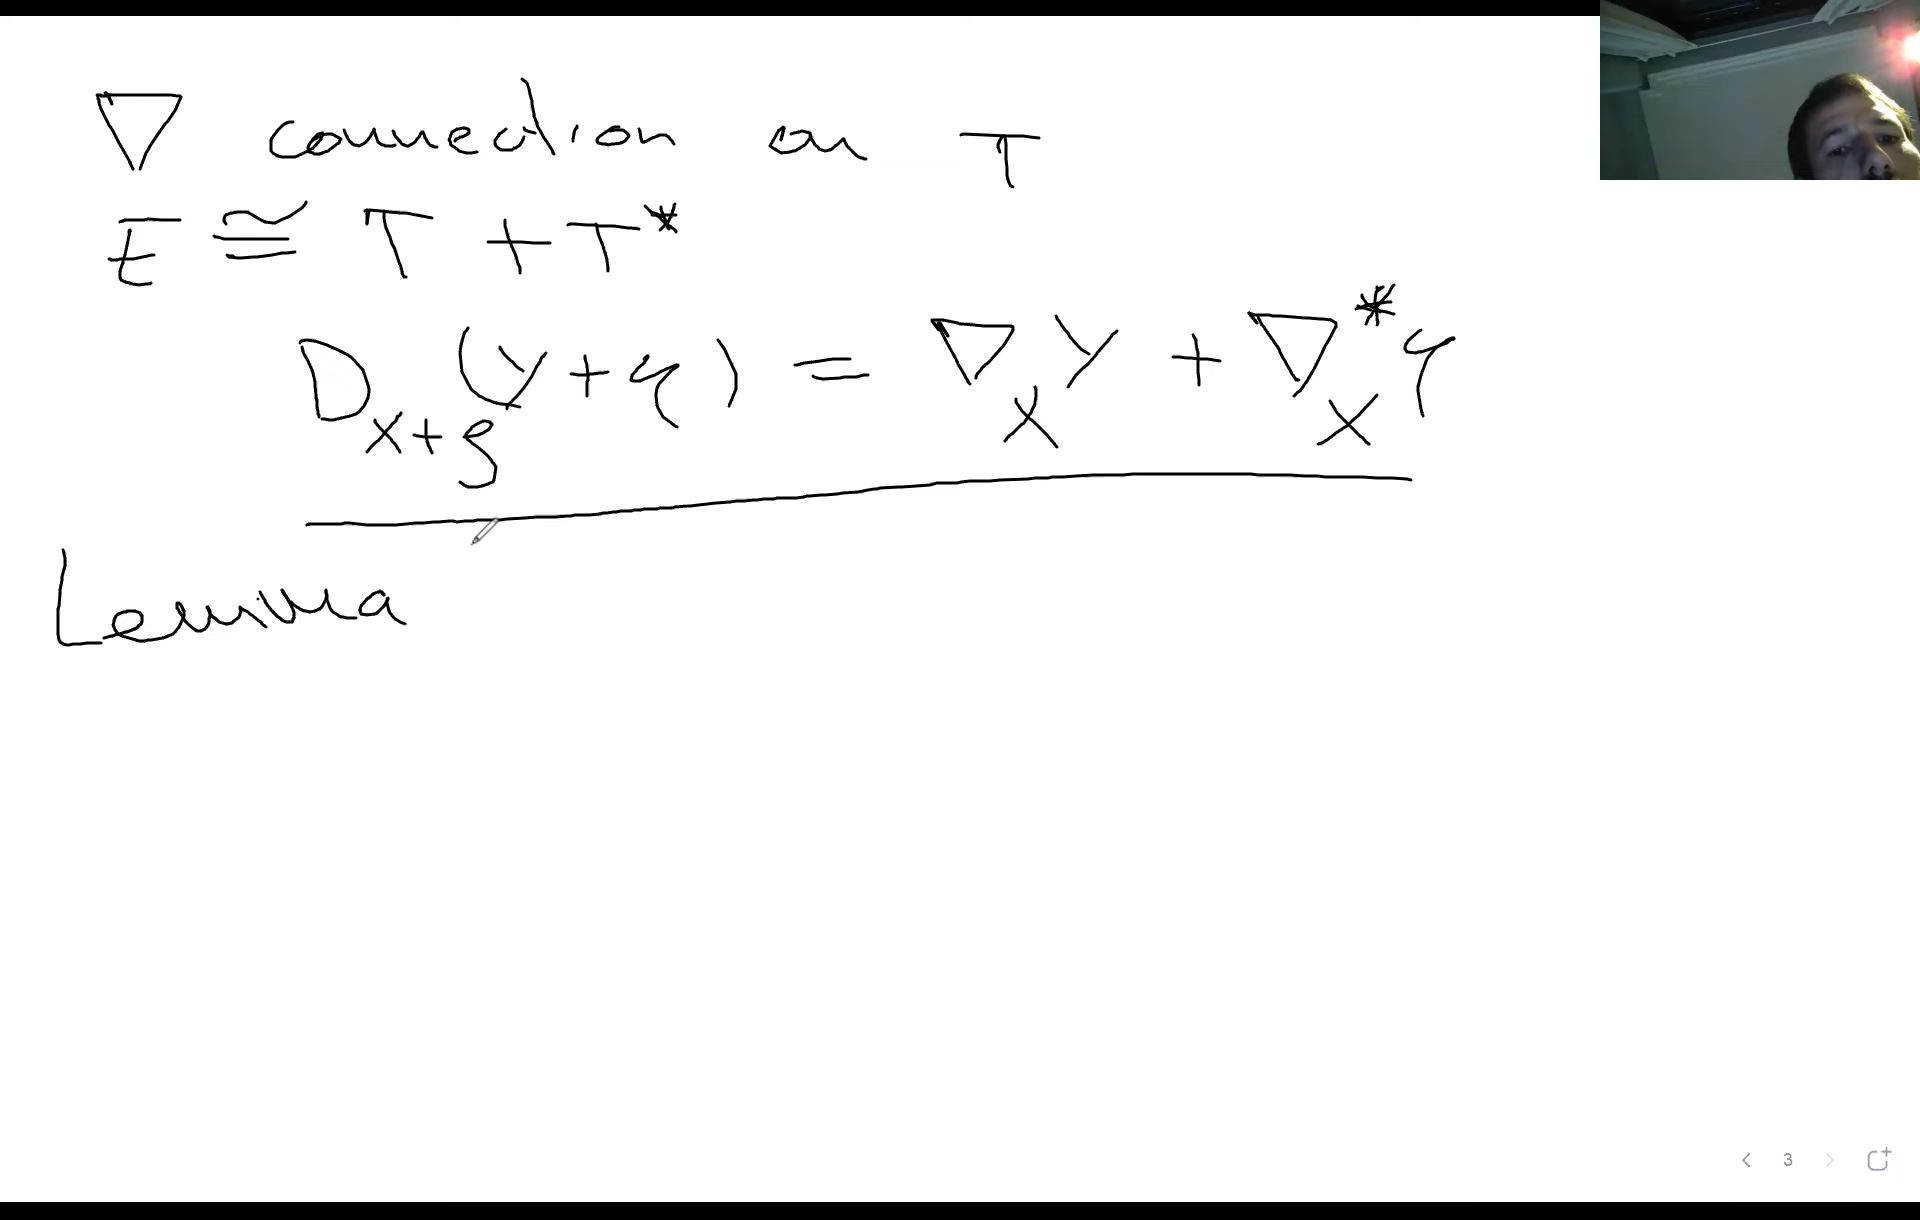 ∇ connection on T
E ≅ T + T*
D_{X+ξ}(Y+η) = ∇_X Y + ∇*_X η
Lemma
3